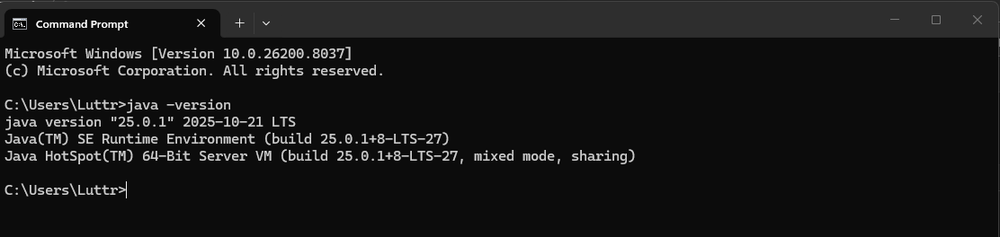 Command Prompt
Microsoft Windows [Version 10.0.26200.8037]
(c) Microsoft Corporation. All rights reserved.
C:\Users\Luttr>java -version
java version "25.0.1" 2025-10-21 LTS
Java(TM) SE Runtime Environment (build 25.0.1+8-LTS-27)
Java HotSpot(TM) 64-Bit Server VM (build 25.0.1+8-LTS-27, mixed mode, sharing)
C:\Users\Luttr>